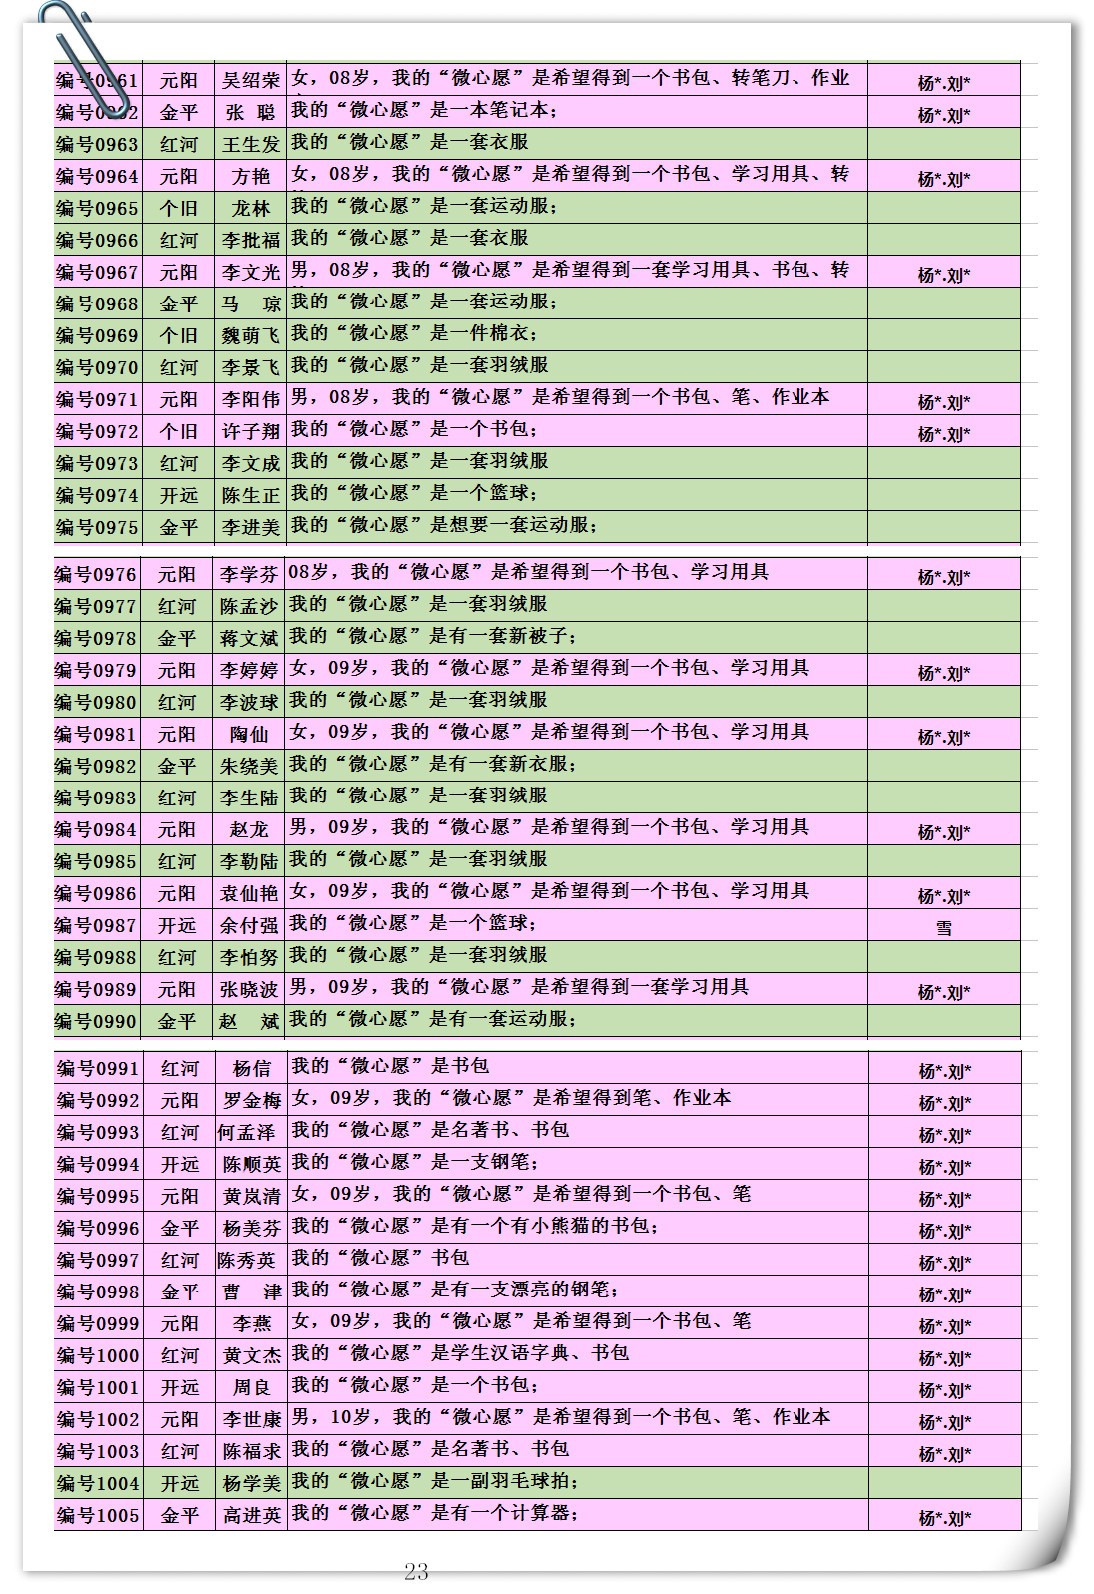 编号0961 元阳 吴绍荣 女，08岁，我的“微心愿”是希望得到一个书包、转笔刀、作业 杨*.刘*
编号0962 金平 张 聪 我的“微心愿”是一本笔记本； 杨*.刘*
编号0963 红河 王生发 我的“微心愿”是一套衣服
编号0964 元阳 方艳 女，08岁，我的“微心愿”是希望得到一个书包、学习用具、转 杨*.刘*
编号0965 个旧 龙林 我的“微心愿”是一套运动服；
编号0966 红河 李批福 我的“微心愿”是一套衣服
编号0967 元阳 李文光 男，08岁，我的“微心愿”是希望得到一套学习用具、书包、转 杨*.刘*
编号0968 金平 马 琼 我的“微心愿”是一套运动服；
编号0969 个旧 魏萌飞 我的“微心愿”是一件棉衣；
编号0970 红河 李景飞 我的“微心愿”是一套羽绒服
编号0971 元阳 李阳伟 男，08岁，我的“微心愿”是希望得到一个书包、笔、作业本 杨*.刘*
编号0972 个旧 许子翔 我的“微心愿”是一个书包； 杨*.刘*
编号0973 红河 李文成 我的“微心愿”是一套羽绒服
编号0974 开远 陈生正 我的“微心愿”是一个篮球；
编号0975 金平 李进美 我的“微心愿”是想要一套运动服；
编号0976 元阳 李学芬 08岁，我的“微心愿”是希望得到一个书包、学习用具 杨*.刘*
编号0977 红河 陈孟沙 我的“微心愿”是一套羽绒服
编号0978 金平 蒋文斌 我的“微心愿”是有一套新被子；
编号0979 元阳 李婷婷 女，09岁，我的“微心愿”是希望得到一个书包、学习用具 杨*.刘*
编号0980 红河 李波球 我的“微心愿”是一套羽绒服
编号0981 元阳 陶仙 女，09岁，我的“微心愿”是希望得到一个书包、学习用具 杨*.刘*
编号0982 金平 朱绕美 我的“微心愿”是有一套新衣服；
编号0983 红河 李生陆 我的“微心愿”是一套羽绒服
编号0984 元阳 赵龙 男，09岁，我的“微心愿”是希望得到一个书包、学习用具 杨*.刘*
编号0985 红河 李勒陆 我的“微心愿”是一套羽绒服
编号0986 元阳 袁仙艳 女，09岁，我的“微心愿”是希望得到一个书包、学习用具 杨*.刘*
编号0987 开远 余付强 我的“微心愿”是一个篮球； 雪
编号0988 红河 李怕努 我的“微心愿”是一套羽绒服
编号0989 元阳 张晓波 男，09岁，我的“微心愿”是希望得到一套学习用具 杨*.刘*
编号0990 金平 赵 斌 我的“微心愿”是有一套运动服；
编号0991 红河 杨信 我的“微心愿”是书包 杨*.刘*
编号0992 元阳 罗金梅 女，09岁，我的“微心愿”是希望得到笔、作业本 杨*.刘*
编号0993 红河 何孟泽 我的“微心愿”是名著书、书包 杨*.刘*
编号0994 开远 陈顺英 我的“微心愿”是一支钢笔； 杨*.刘*
编号0995 元阳 黄岚清 女，09岁，我的“微心愿”是希望得到一个书包、笔 杨*.刘*
编号0996 金平 杨美芬 我的“微心愿”是有一个有小熊猫的书包； 杨*.刘*
编号0997 红河 陈秀英 我的“微心愿”书包 杨*.刘*
编号0998 金平 曹 津 我的“微心愿”是有一支漂亮的钢笔； 杨*.刘*
编号0999 元阳 李燕 女，09岁，我的“微心愿”是希望得到一个书包、笔 杨*.刘*
编号1000 红河 黄文杰 我的“微心愿”是学生汉语字典、书包 杨*.刘*
编号1001 开远 周良 我的“微心愿”是一个书包； 杨*.刘*
编号1002 元阳 李世康 男，10岁，我的“微心愿”是希望得到一个书包、笔、作业本 杨*.刘*
编号1003 红河 陈福求 我的“微心愿”是名著书、书包 杨*.刘*
编号1004 开远 杨学美 我的“微心愿”是一副羽毛球拍；
编号1005 金平 高进英 我的“微心愿”是有一个计算器； 杨*.刘*
23